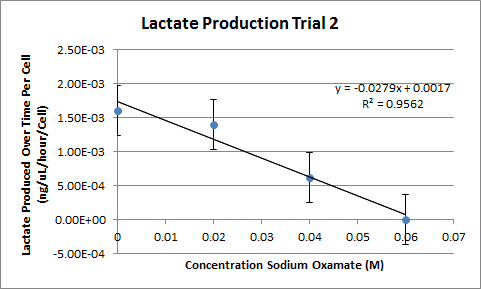 Lactate Production Trial 2
Lactate Produced Over Time Per Cell
(ng/uL/hour/Cell)
2.50E-03
2.00E-03
1.50E-03
1.00E-03
5.00E-04
0.00E+00
-5.00E-04
y = -0.0279x + 0.0017
R² = 0.9562
0 0.01 0.02 0.03 0.04 0.05 0.06 0.07
Concentration Sodium Oxamate (M)